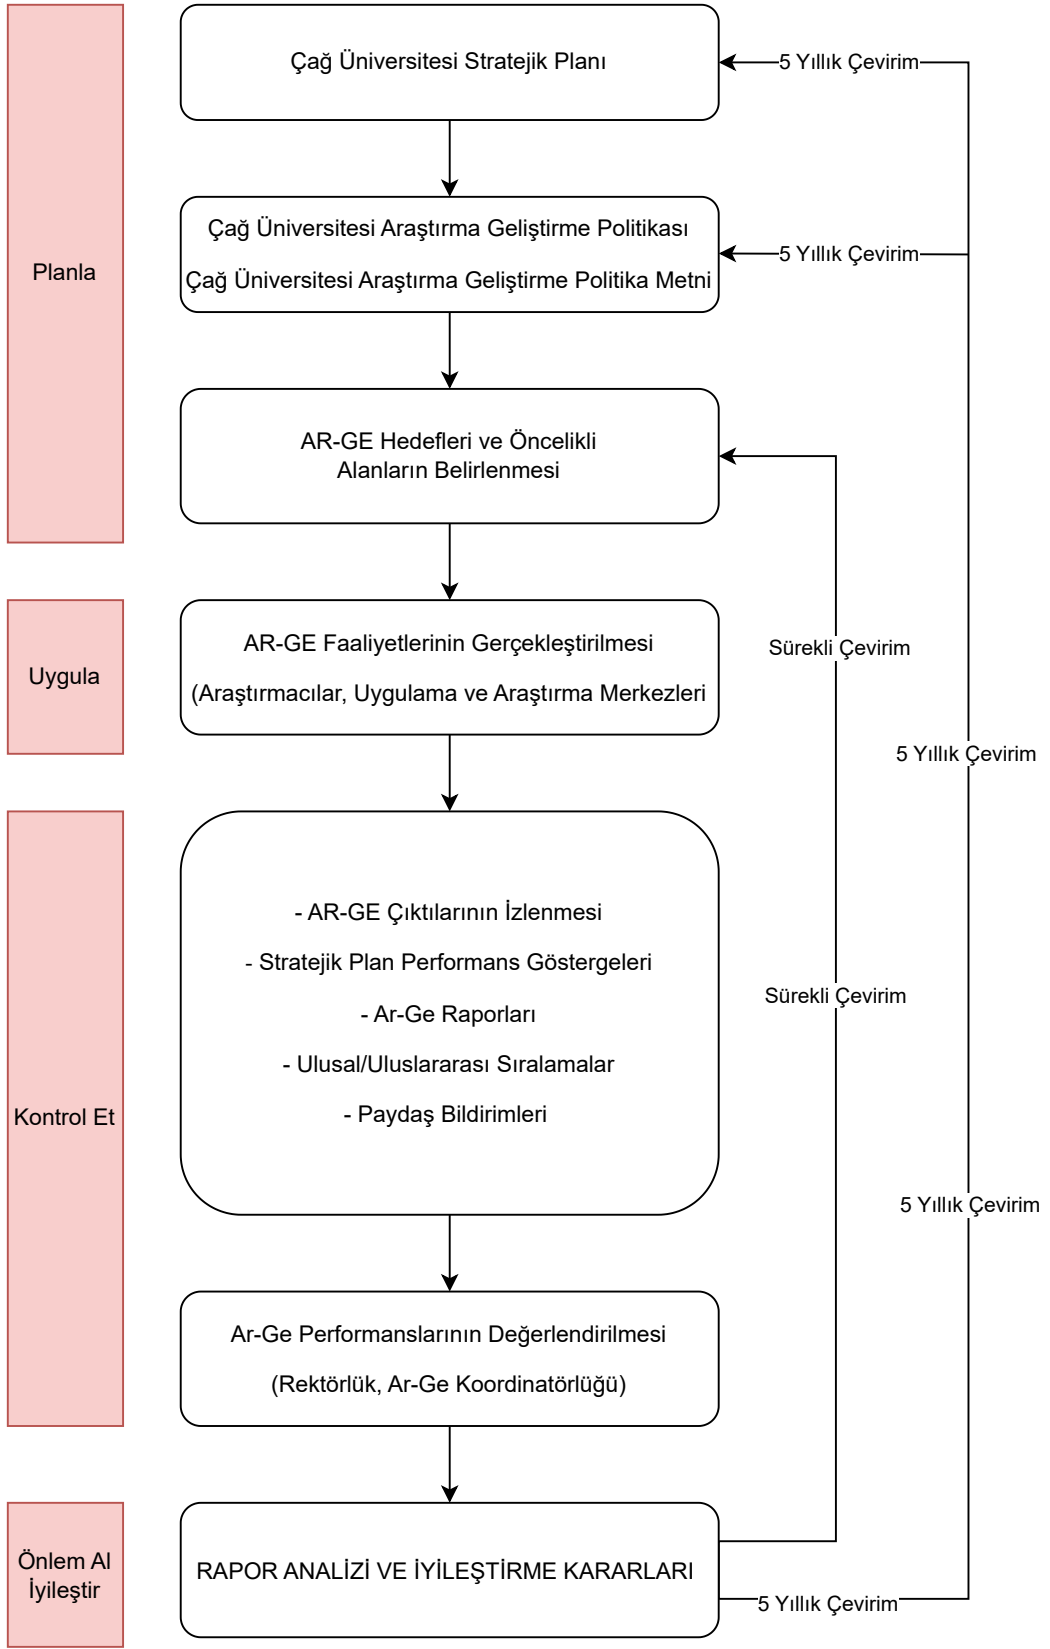 Çağ Üniversitesi Stratejik Planı
5 Yıllık Çevirim
Planla
Çağ Üniversitesi Araştırma Geliştirme Politikası
Çağ Üniversitesi Araştırma Geliştirme Politika Metni
5 Yıllık Çevirim
AR-GE Hedefleri ve Öncelikli
Alanların Belirlenmesi
Uygula
AR-GE Faaliyetlerinin Gerçekleştirilmesi
(Araştırmacılar, Uygulama ve Araştırma Merkezleri
Sürekli Çevirim
5 Yıllık Çevirim
Kontrol Et
- AR-GE Çıktılarının İzlenmesi
- Stratejik Plan Performans Göstergeleri
- Ar-Ge Raporları
- Ulusal/Uluslararası Sıralamalar
- Paydaş Bildirimleri
Sürekli Çevirim
5 Yıllık Çevirim
Ar-Ge Performanslarının Değerlendirilmesi
(Rektörlük, Ar-Ge Koordinatörlüğü)
Önlem Al
İyileştir
RAPOR ANALİZİ VE İYİLEŞTİRME KARARLARI
5 Yıllık Çevirim